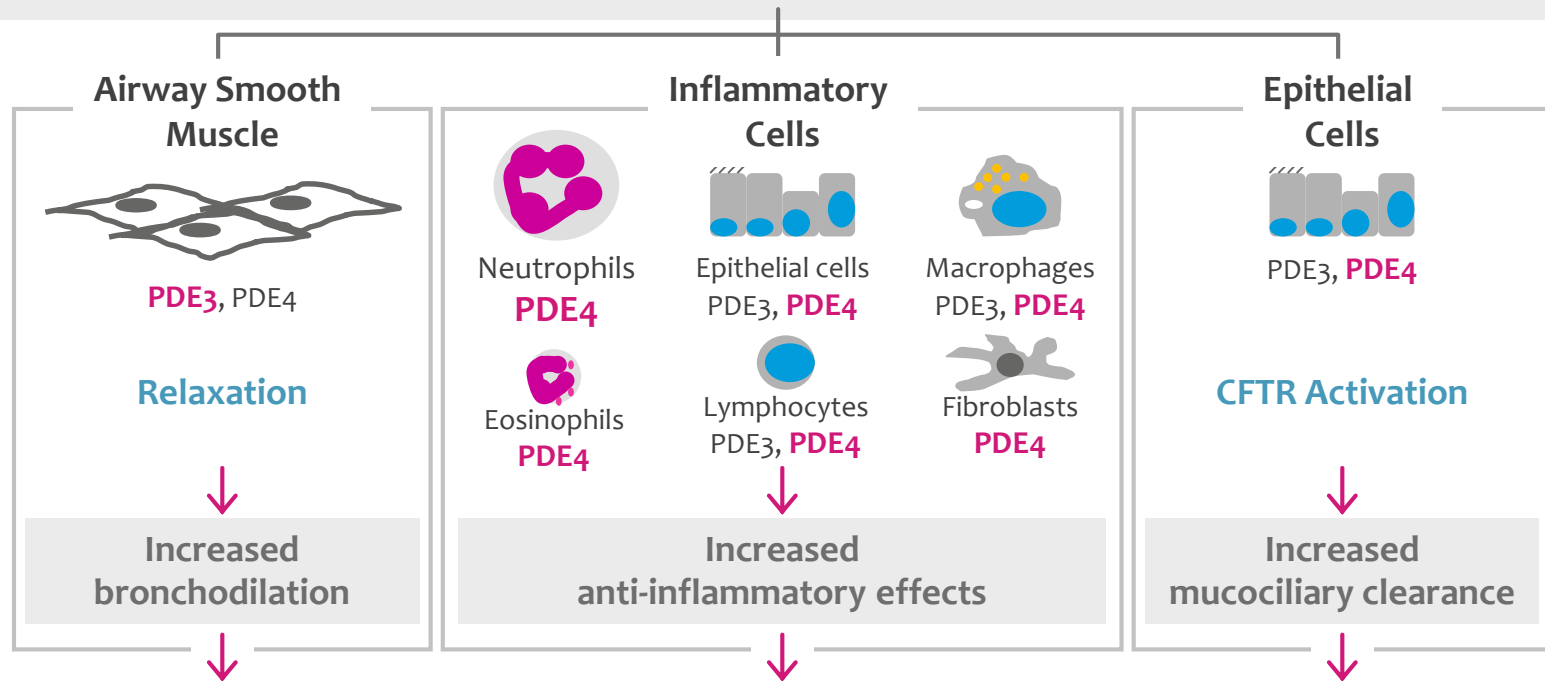 Airway Smooth
Muscle
PDE3, PDE4
Relaxation
Increased
bronchodilation
Inflammatory
Cells
Neutrophils
PDE4
Epithelial cells
PDE3, PDE4
Macrophages
PDE3, PDE4
Eosinophils
PDE4
Lymphocytes
PDE3, PDE4
Fibroblasts
PDE4
Increased
anti-inflammatory effects
Epithelial
Cells
PDE3, PDE4
CFTR Activation
Increased
mucociliary clearance